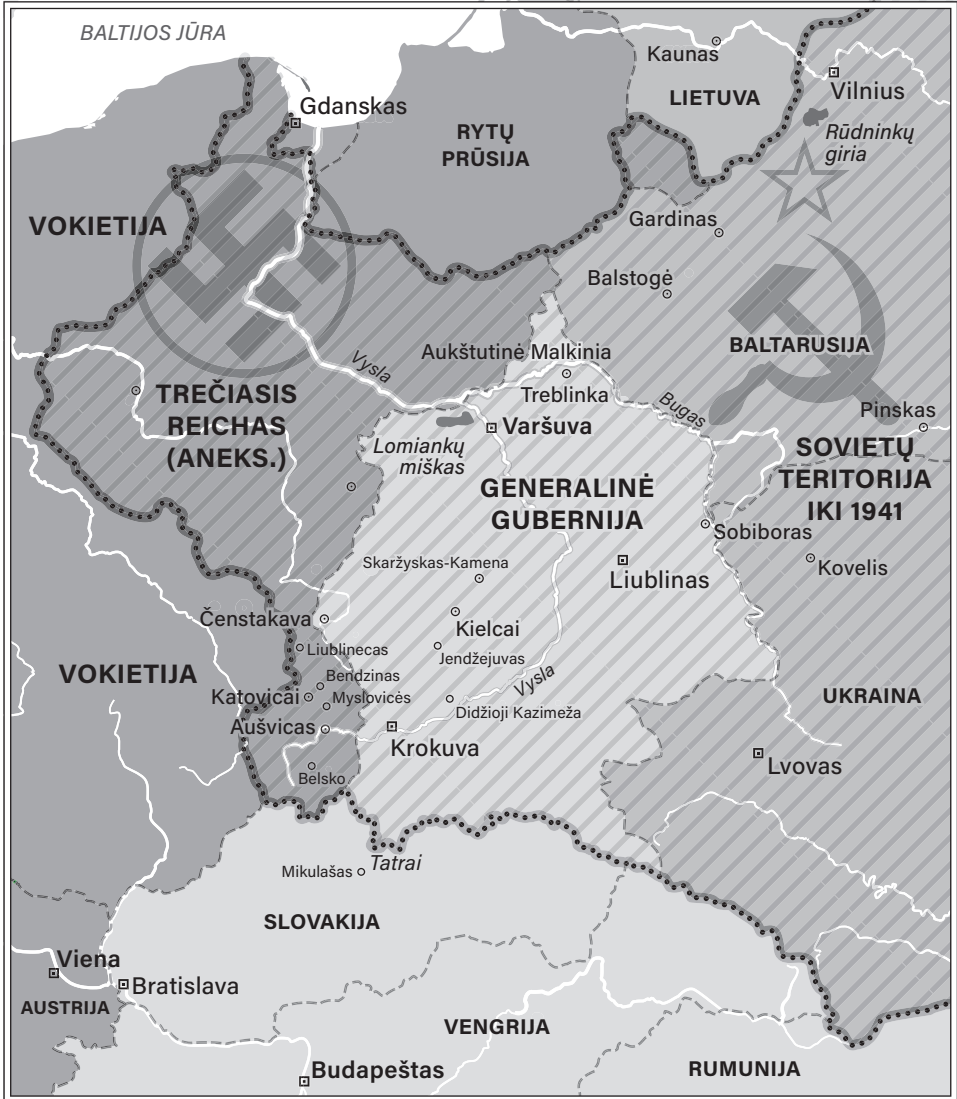 BALTIJOS JŪRA
Kaunas
LIETUVA
Vilnius
Rūdninkų
giria
Gdanskas
RYTŲ
PRŪSIJA
VOKIETIJA
Gardinas
Balstogė
BALTARUSIJA
Aukštutinė Malkinia
Treblinka
Vysla
Bugas
Pinskas
TREČIASIS
REICHAS
(ANEKS.)
Lomiankų
miškas
Varšuva
SOVIETŲ
TERITORIJA
IKI 1941
GENERALINĖ
GUBERNIJA
Sobiboras
Kovelis
Skaržyskas-Kamena
Liublinas
Čenstakava
Kielcai
Liublinecas
Jendžejuvas
VOKIETIJA
Bendzinas
Katovicai
Myslovicės
Vysla
Didžioji Kazimeža
UKRAINA
Aušvicas
Krokuva
Lvovas
Belsko
Mikulašas
Tatrai
SLOVAKIJA
Viena
Bratislava
AUSTRIJA
VENGRIJA
Budapeštas
RUMUNIJA